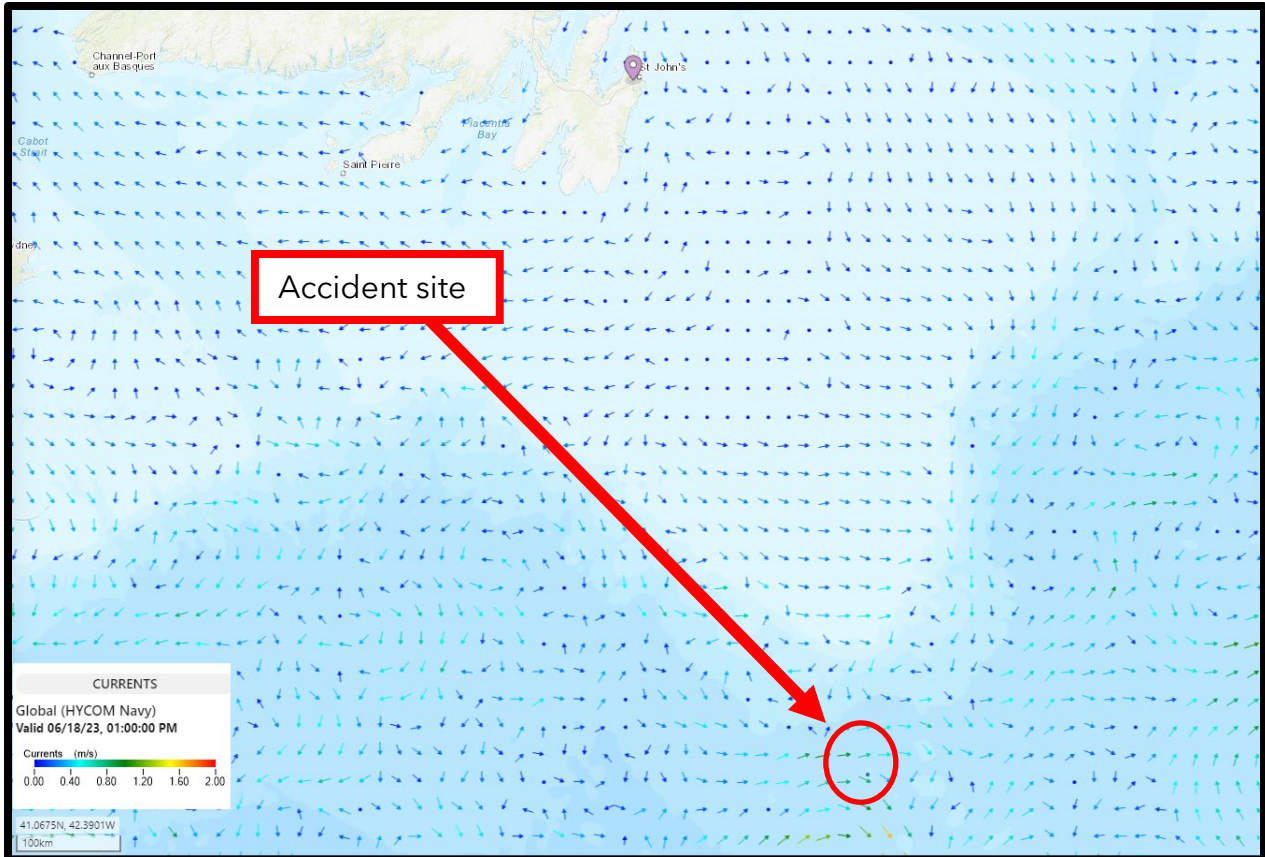 Channel-Port
aux Basques
St John's
Placentia
Bay
Cabot
Strait
Saint Pierre
dney
Accident site
CURRENTS
Global (HYCOM Navy)
Valid 06/18/23, 01:00:00 PM
Currents (m/s)
0.00 0.40 0.80 1.20 1.60 2.00
41.0675N, 42.3901W
100km